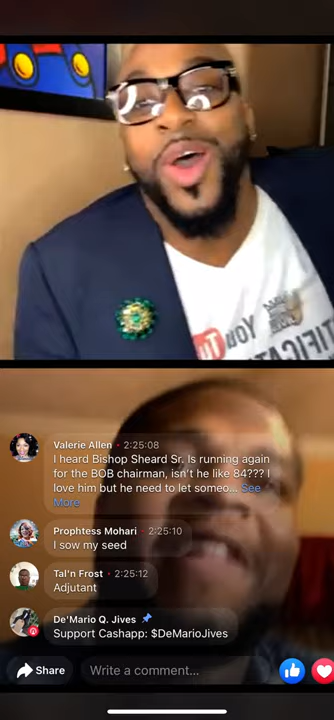 YouT
TIFICAT
Valerie Allen • 2:25:08
I heard Bishop Sheard Sr. Is running again
for the BOB chairman, isn't he like 84??? I
love him but he need to let someo... See
More
Prophtess Mohari • 2:25:10
I sow my seed
Tal'n Frost • 2:25:12
Adjutant
De'Mario Q. Jives
Support Cashapp: $DeMarioJives
Share
Write a comment...